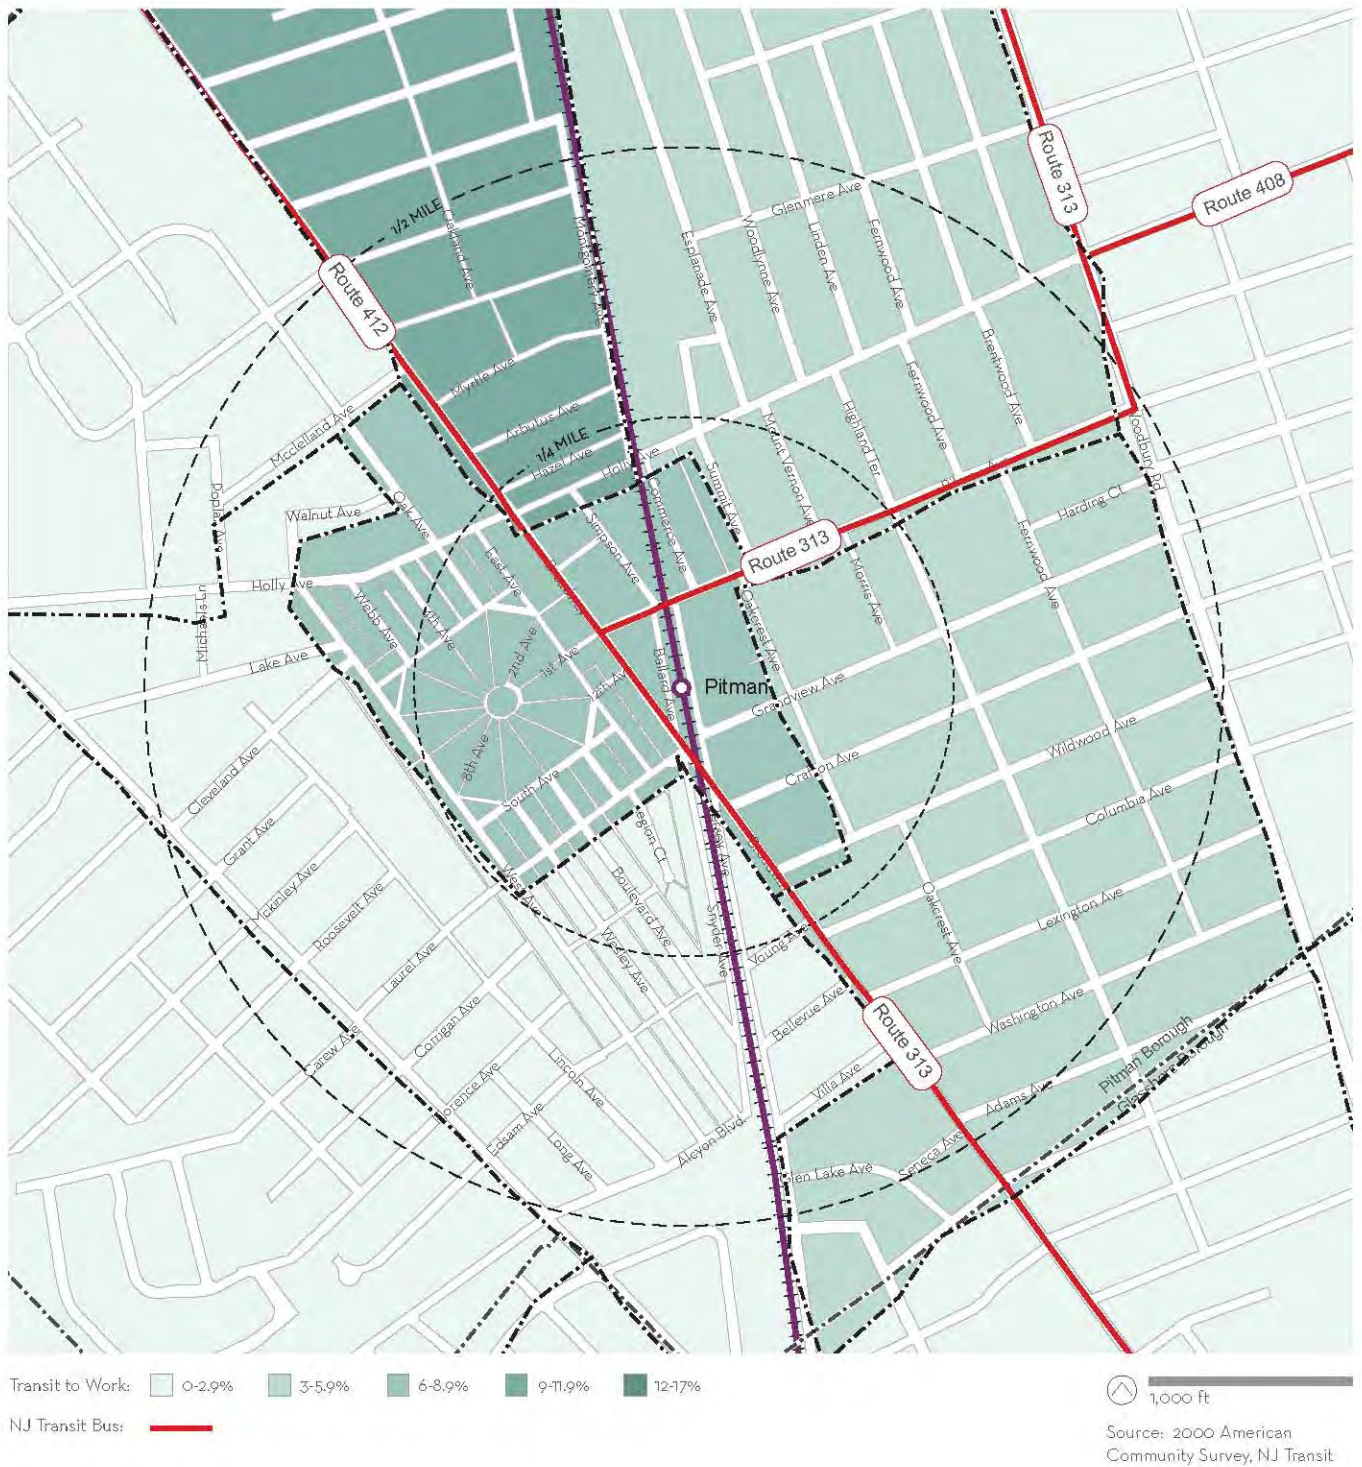 Route 313
Route 408
Glenmere Ave
1/2 MILE
Oakland Ave
Esplanade Ave
Woodlynne Ave
Linden Ave
Fernwood Ave
Route 412
Brentwood Ave
Myrtle Ave
Fernwood Ave
Arbutus Ave
Highland Ter
Mcclelland Ave
Mount Vernon Ave
1/4 MILE
Hazel Ave
Holly Ave
Summit Ave
Commerce Ave
Poplar Ave
Walnut Ave
Oak Ave
Harding Ct
Simpson Ave
Route 313
Fernwood Ave
East Ave
Morris Ave
Holly Ave
Webb Ave
4th Ave
Oakcrest Ave
Michaels Ln
2nd Ave
1st Ave
Lake Ave
12th Av
Ballard Ave
Pitman
Grandview Ave
Wildwood Ave
8th Ave
Crafton Ave
Cleveland Ave
South Ave
Columbia Ave
Grant Ave
Mckinley Ave
West Ave
Boulevard Ave
Roosevelt Ave
Oakcrest Ave
Lexington Ave
Snyder Ave
Young Ave
Wesley Ave
Laurel Ave
Bellevue Ave
Washington Ave
Corrigan Ave
Route 313
Pitman Borough
Lincoln Ave
Villa Ave
Adams Av
Edsam Ave
Alcyon Blvd.
Long Ave
Seneca Ave
Glen Lake Ave
Transit to Work: 0-2.9% 3-5.9% 6-8.9% 9-11.9% 12-17%
NJ Transit Bus:
1,000 ft
Source: 2000 American
Community Survey, NJ Transit